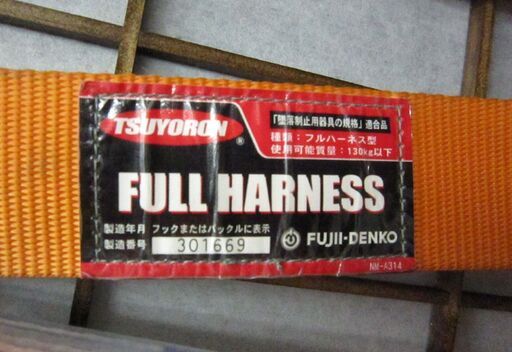 TSUYORON®
「墜落制止用器具の規格」適合品
種類：フルハーネス型
使用可能質量：130kg以下
FULL HARNESS
製造年月 フックまたはバックルに表示
製造番号 301669
FUJII-DENKO
NM-A314